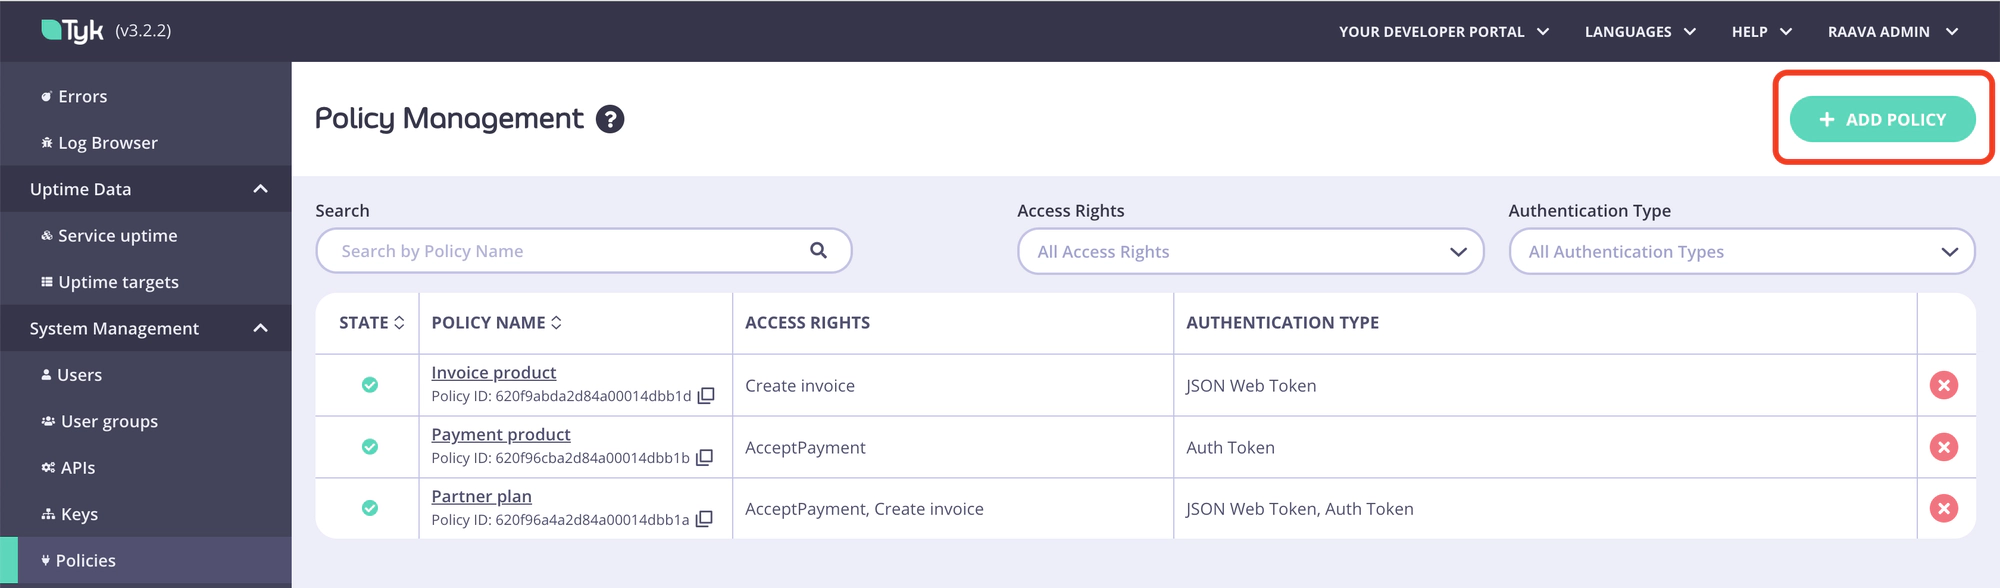 Tyk (v3.2.2)
YOUR DEVELOPER PORTAL LANGUAGES HELP RAAVA ADMIN
Errors
Log Browser
Uptime Data
Service uptime
Uptime targets
System Management
Users
User groups
APIs
Keys
Policies
Policy Management ?
+ ADD POLICY
Search Access Rights Authentication Type
Search by Policy Name All Access Rights All Authentication Types
STATE POLICY NAME ACCESS RIGHTS AUTHENTICATION TYPE
Invoice product
Policy ID: 620f9abda2d84a00014dbb1d
Create invoice JSON Web Token
Payment product
Policy ID: 620f96cba2d84a00014dbb1b
AcceptPayment Auth Token
Partner plan
Policy ID: 620f96a4a2d84a00014dbb1a
AcceptPayment, Create invoice JSON Web Token, Auth Token